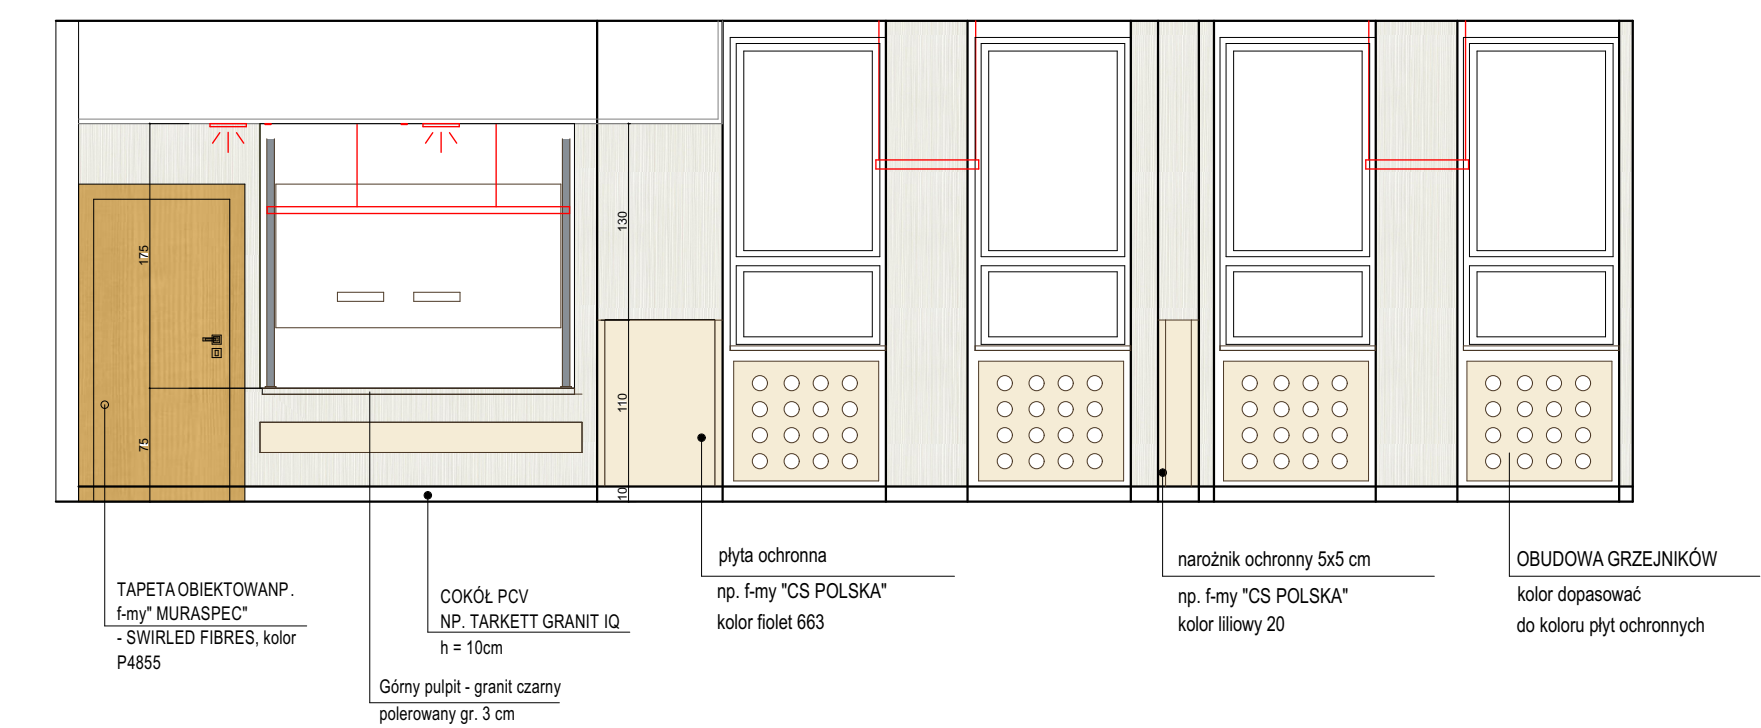 175
75
130
110
10
TAPETA OBIEKTOWANP.
f-my" MURASPEC"
- SWIRLED FIBRES, kolor
P4855
COKÓŁ PCV
NP. TARKETT GRANIT IQ
h = 10cm
Górny pulpit - granit czarny
polerowany gr. 3 cm
płyta ochronna
np. f-my "CS POLSKA"
kolor fiolet 663
narożnik ochronny 5x5 cm
np. f-my "CS POLSKA"
kolor liliowy 20
OBUDOWA GRZEJNIKÓW
kolor dopasować
do koloru płyt ochronnych